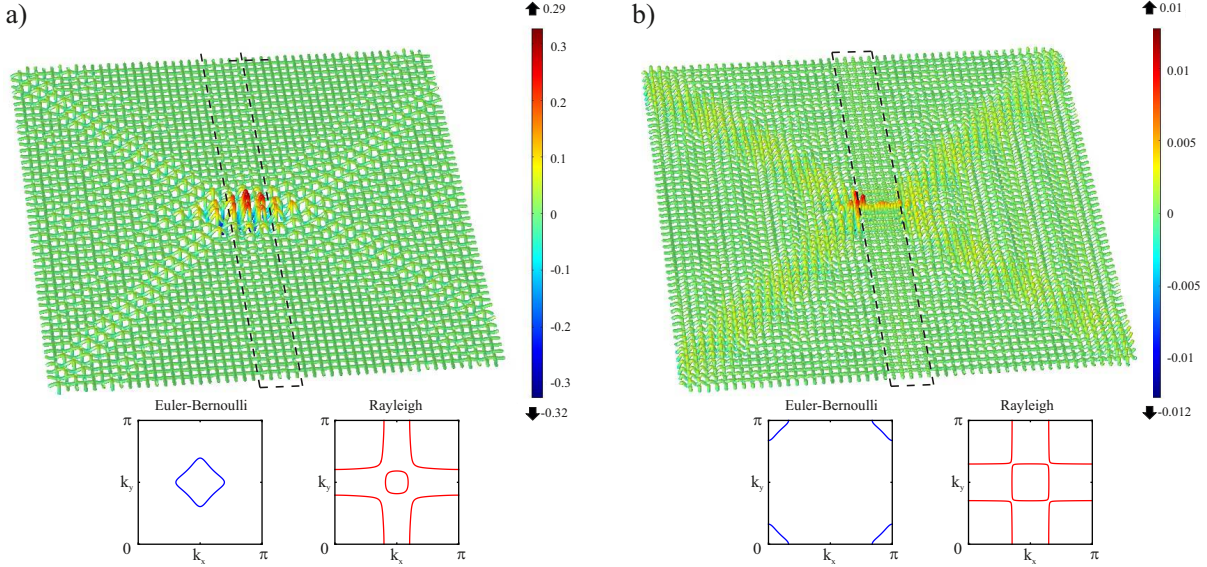 a)
0.29
0.3
0.2
0.1
0
-0.1
-0.2
-0.3
-0.32
Euler-Bernoulli
π
k_y
0
k_x
π
Rayleigh
π
k_y
0
k_x
π
b)
0.01
0.01
0.005
0
-0.005
-0.01
-0.012
Euler-Bernoulli
π
k_y
0
k_x
π
Rayleigh
π
k_y
0
k_x
π